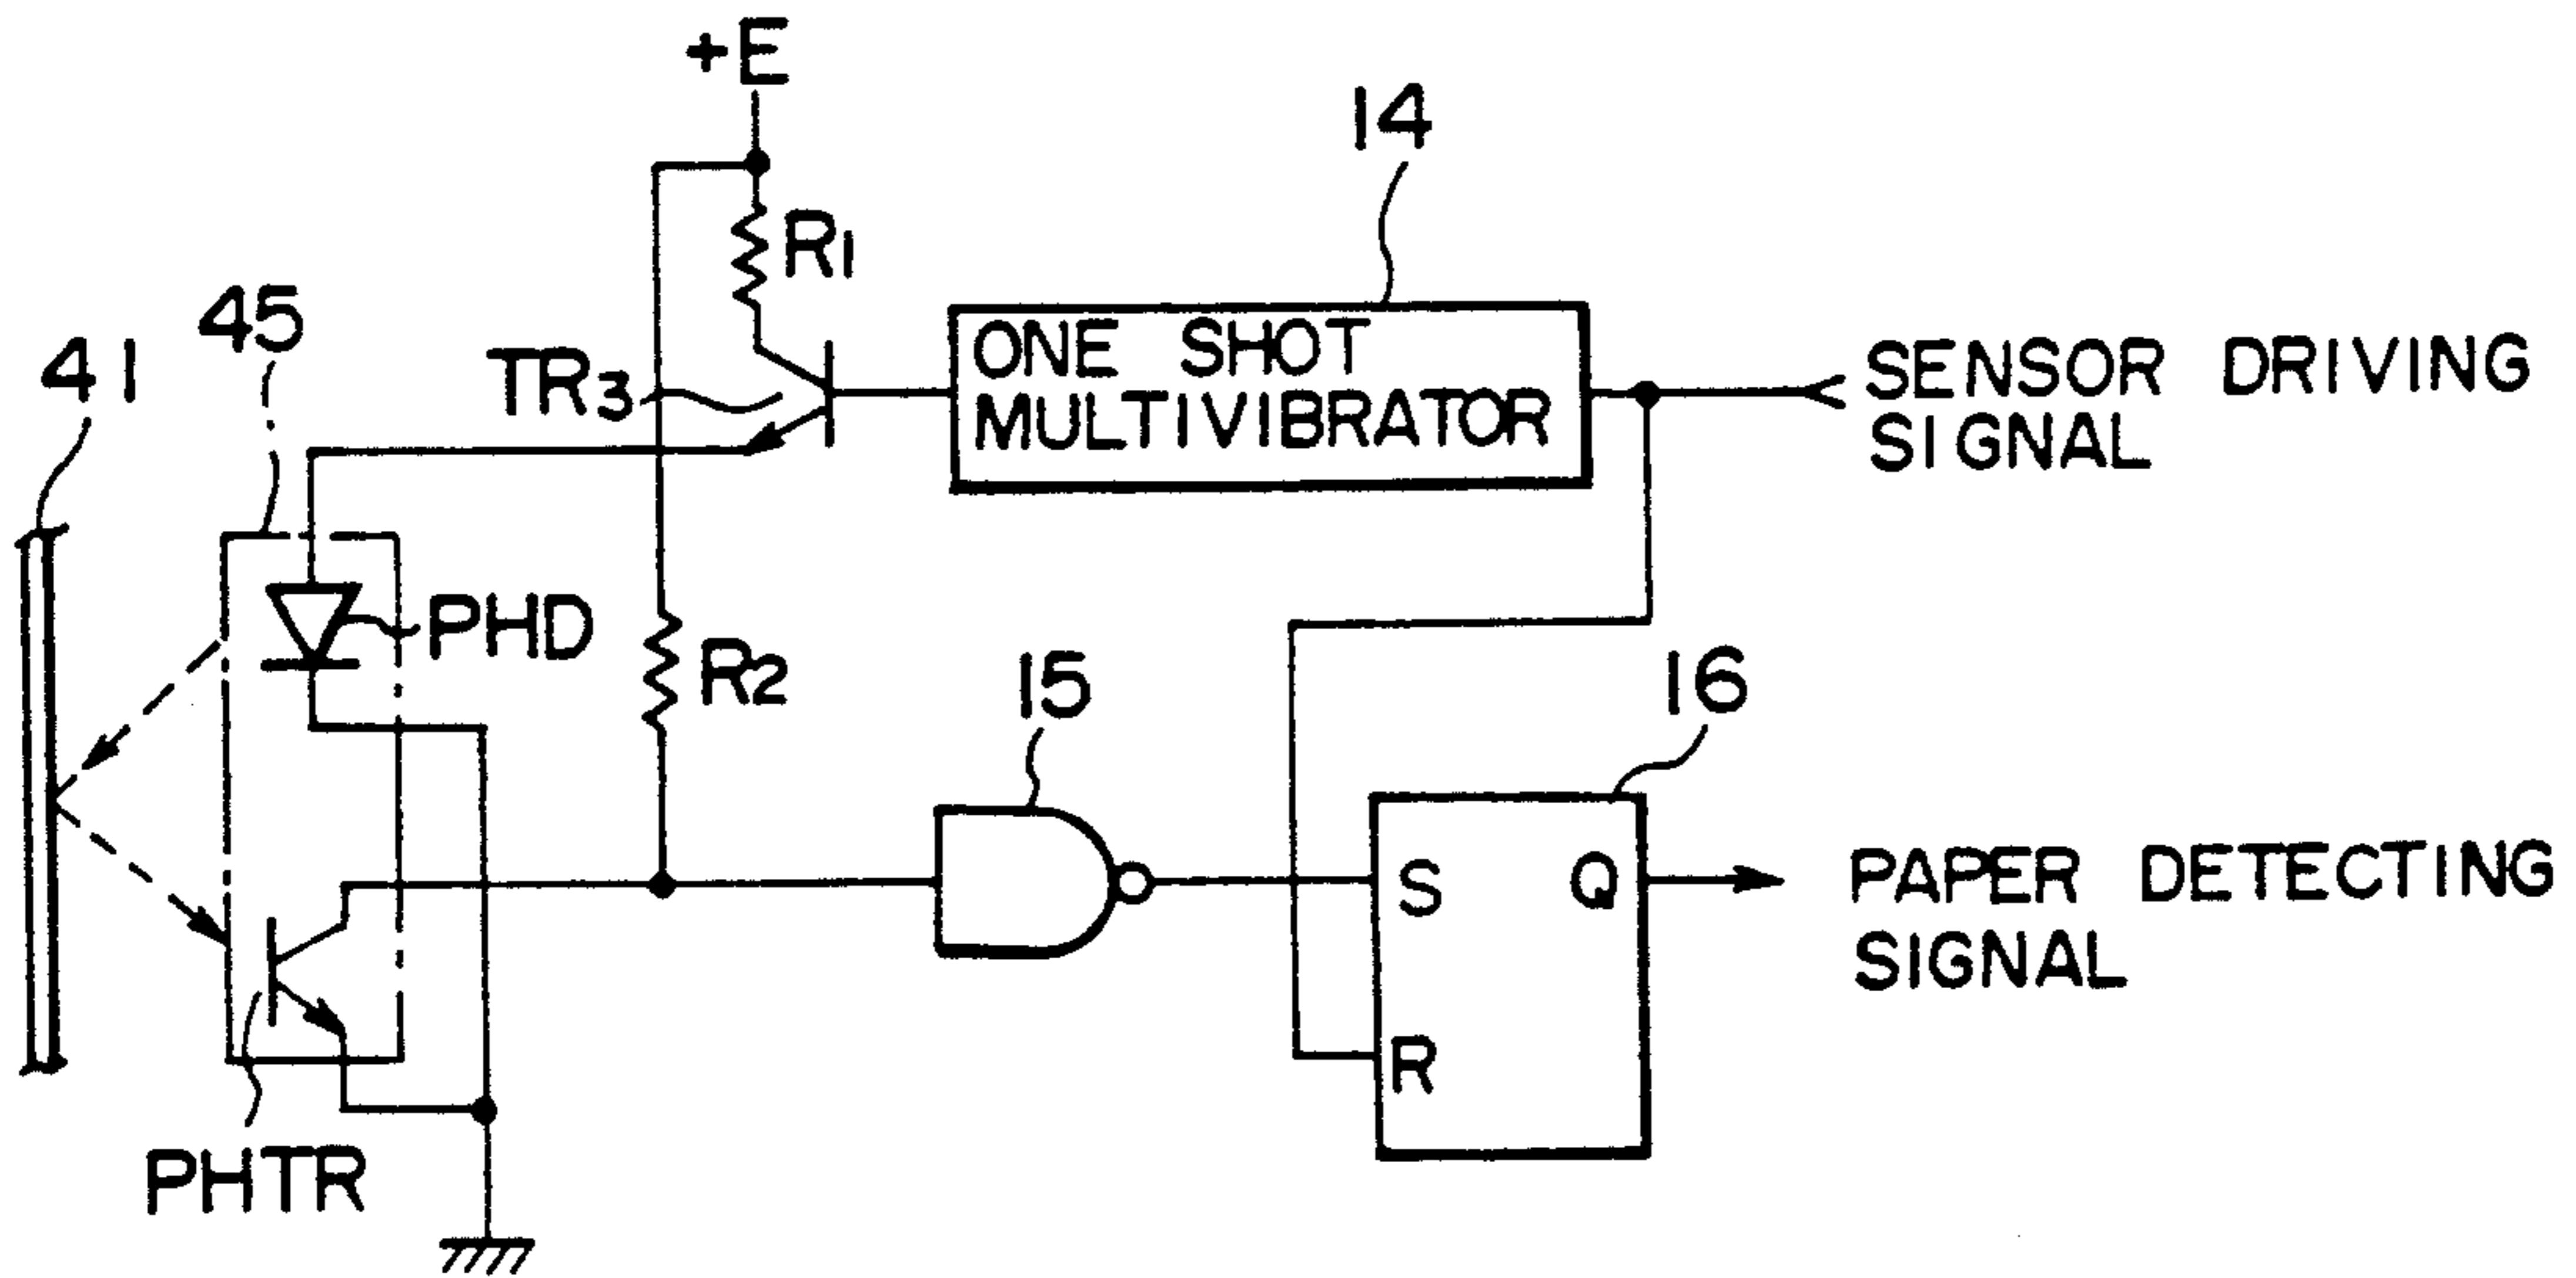 +E
14
R1
45
ONE SHOT
MULTIVIBRATOR
SENSOR DRIVING
SIGNAL
41
TR3
PHD
R2
15
16
S
Q
PAPER DETECTING
SIGNAL
R
PHTR